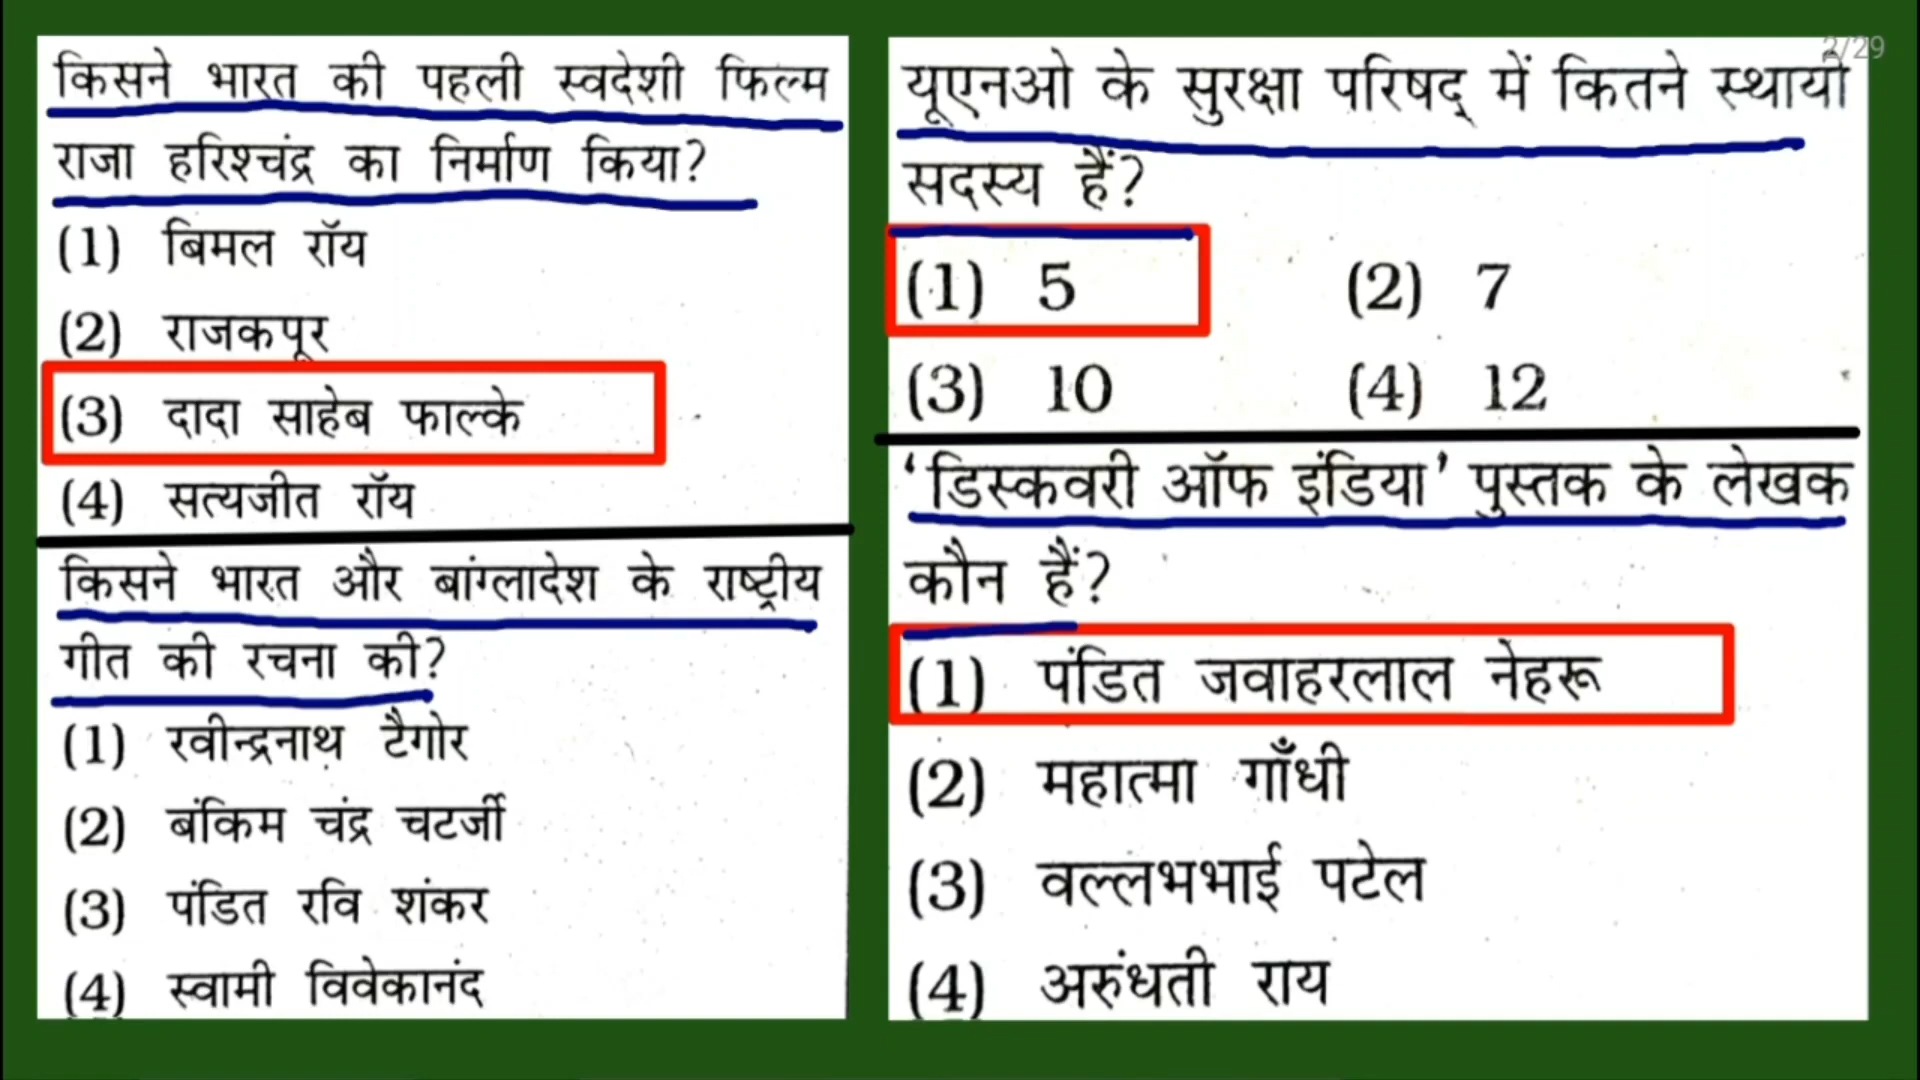 किसने भारत की पहली स्वदेशी फिल्म
राजा हरिश्चंद्र का निर्माण किया?
(1) बिमल रॉय
(2) राजकपूर
(3) दादा साहेब फाल्के
(4) सत्यजीत रॉय
किसने भारत और बांग्लादेश के राष्ट्रीय
गीत की रचना की?
(1) रवीन्द्रनाथ टैगोर
(2) बंकिम चंद्र चटर्जी
(3) पंडित रवि शंकर
(4) स्वामी विवेकानंद
2/29
यूएनओ के सुरक्षा परिषद् में कितने स्थायी
सदस्य हैं?
(1) 5 (2) 7
(3) 10 (4) 12
‘डिस्कवरी ऑफ इंडिया’ पुस्तक के लेखक
कौन हैं?
(1) पंडित जवाहरलाल नेहरू
(2) महात्मा गाँधी
(3) वल्लभभाई पटेल
(4) अरुंधती राय